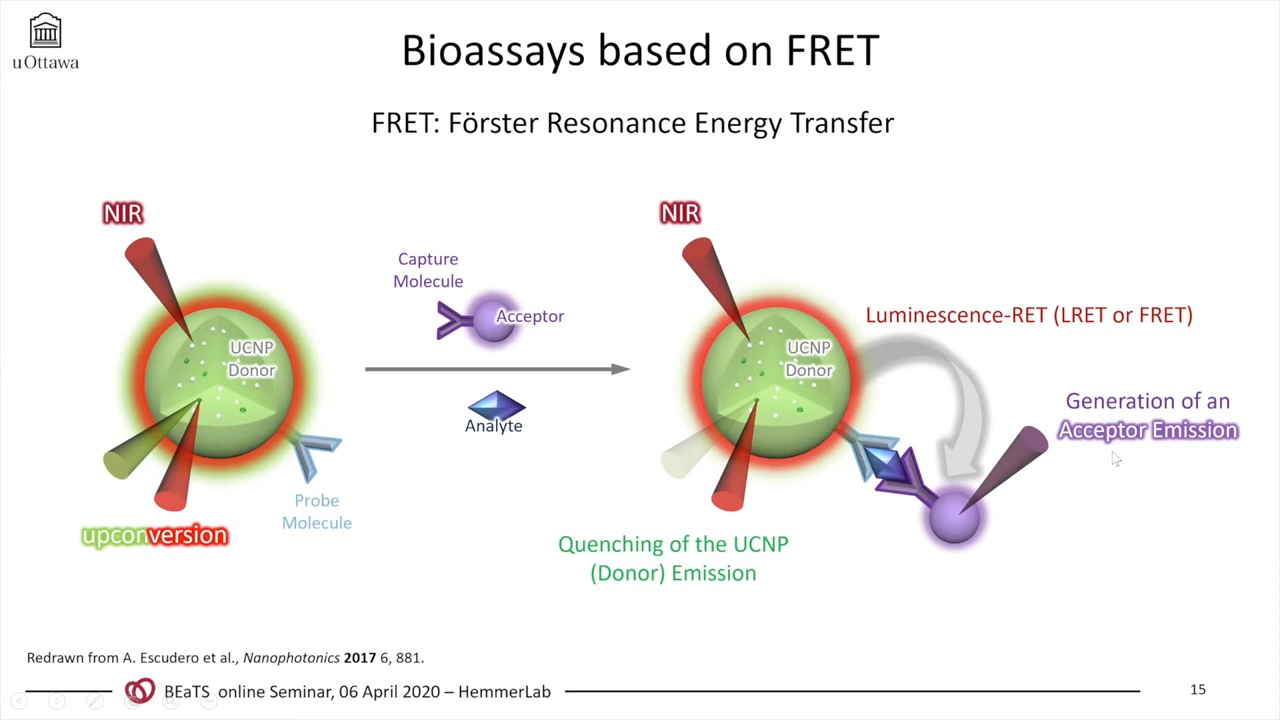 uOttawa
Bioassays based on FRET
FRET: Förster Resonance Energy Transfer
NIR
UCNP
Donor
upconversion
Probe
Molecule
Capture
Molecule
Acceptor
Analyte
NIR
UCNP
Donor
Luminescence-RET (LRET or FRET)
Generation of an
Acceptor Emission
Quenching of the UCNP
(Donor) Emission
Redrawn from A. Escudero et al., Nanophotonics 2017 6, 881.
BEaTS online Seminar, 06 April 2020 – HemmerLab
15